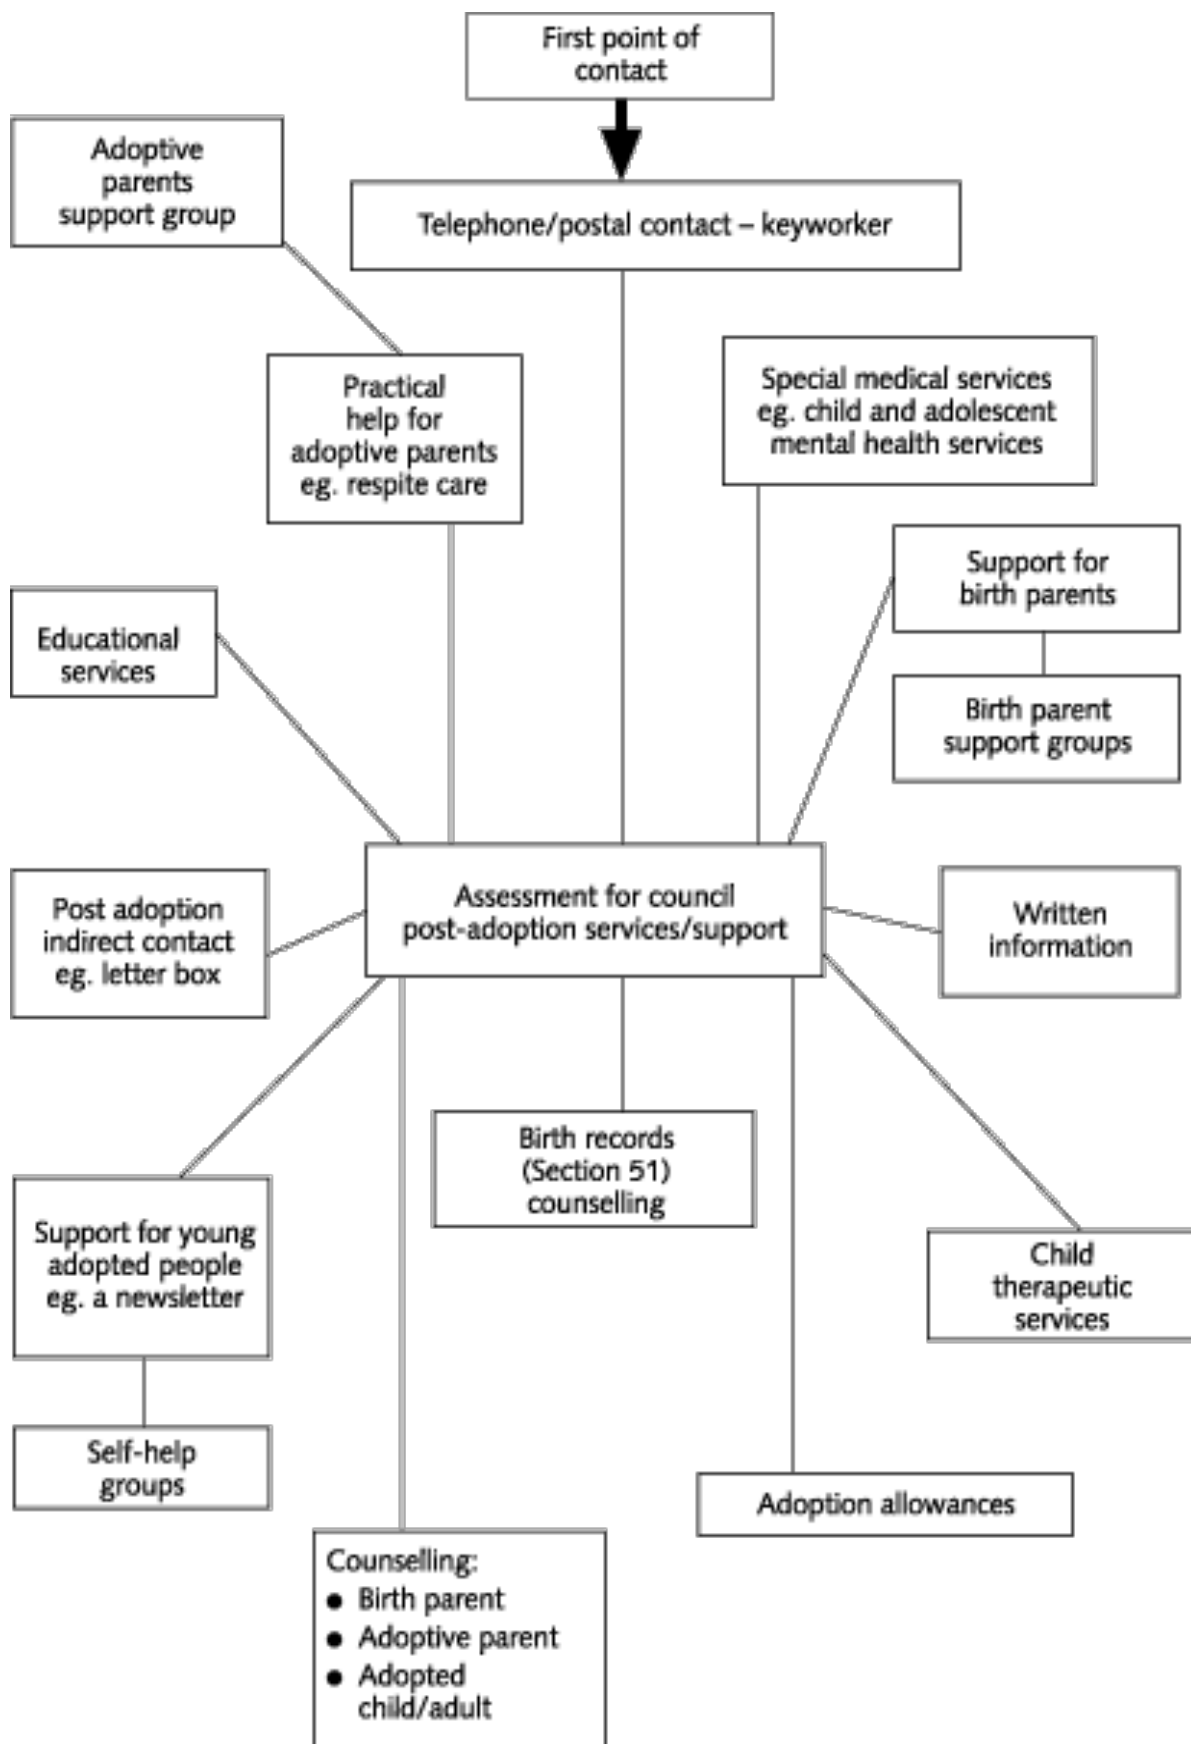 First point of
contact
Adoptive
parents
support group
Telephone/postal contact – keyworker
Practical
help for
adoptive parents
eg. respite care
Special medical services
eg. child and adolescent
mental health services
Support for
birth parents
Educational
services
Birth parent
support groups
Post adoption
indirect contact
eg. letter box
Assessment for council
post-adoption services/support
Written
information
Birth records
(Section 51)
counselling
Support for young
adopted people
eg. a newsletter
Child
therapeutic
services
Self-help
groups
Adoption allowances
Counselling:
● Birth parent
● Adoptive parent
● Adopted
child/adult